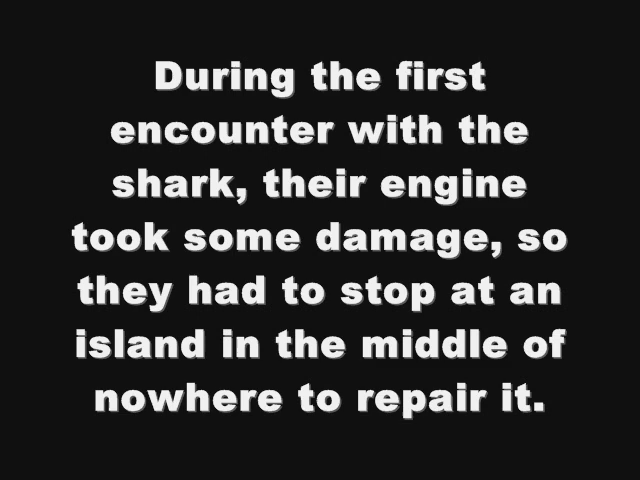 During the first
encounter with the
shark, their engine
took some damage, so
they had to stop at an
island in the middle of
nowhere to repair it.